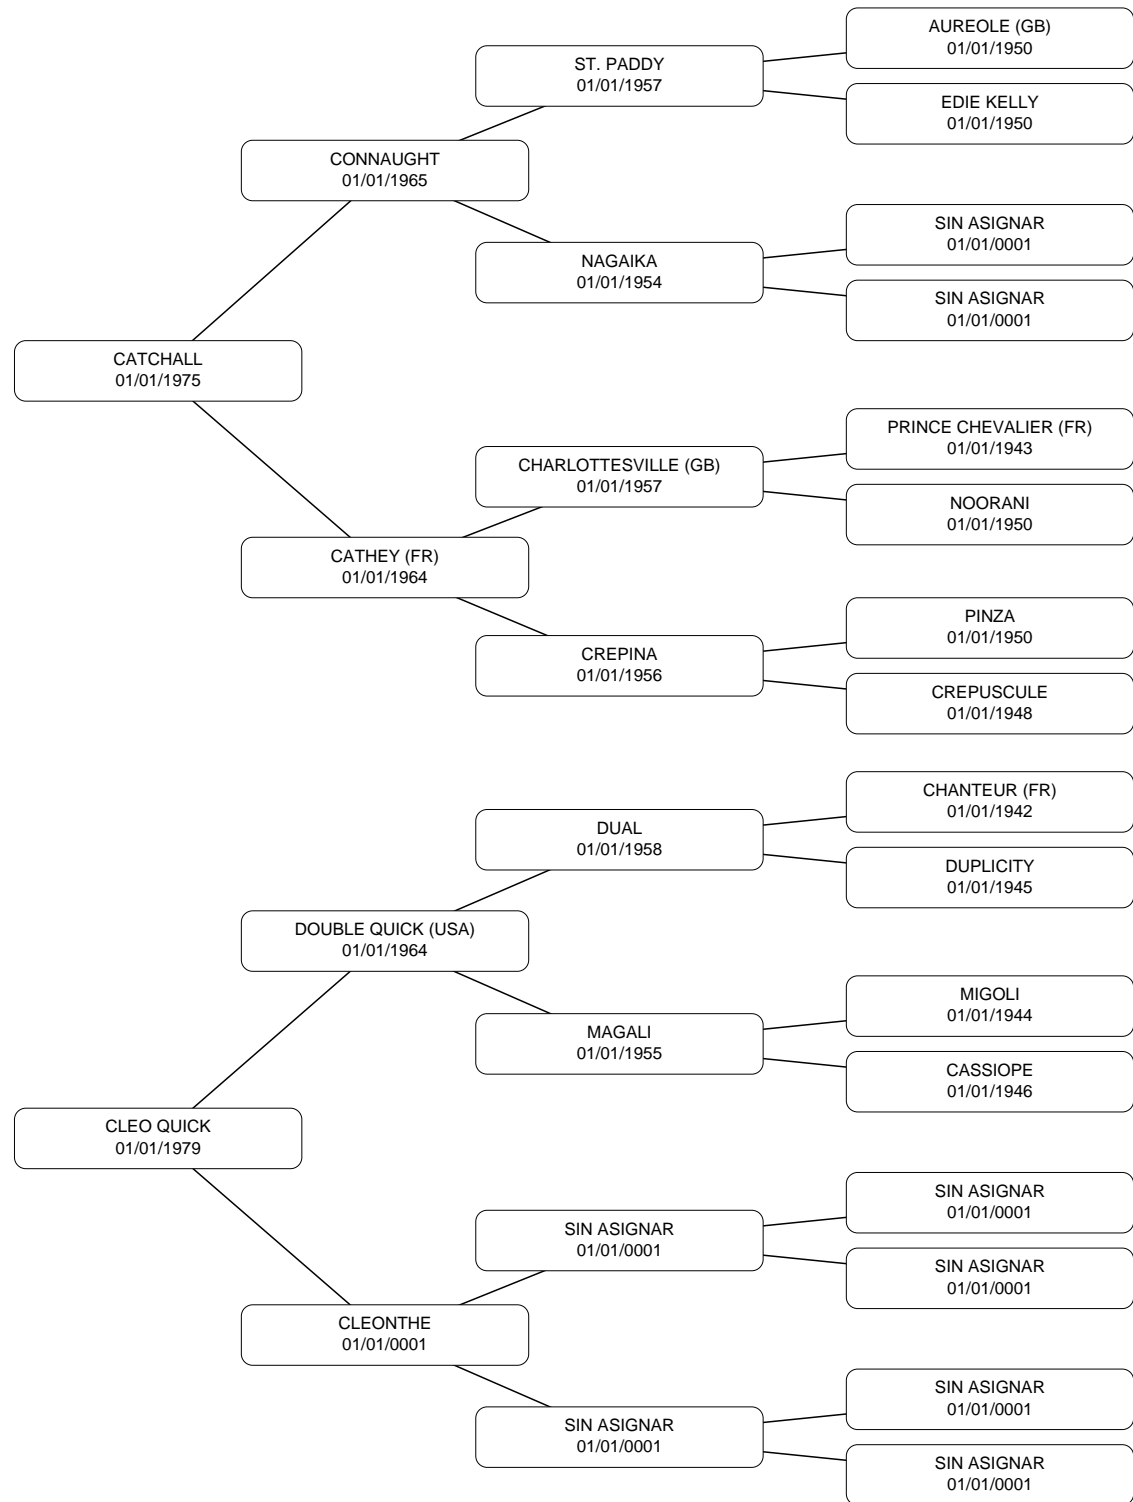 AUREOLE (GB)
01/01/1950
ST. PADDY
01/01/1957
EDIE KELLY
01/01/1950
CONNAUGHT
01/01/1965
SIN ASIGNAR
01/01/0001
NAGAIKA
01/01/1954
SIN ASIGNAR
01/01/0001
CATCHALL
01/01/1975
PRINCE CHEVALIER (FR)
01/01/1943
CHARLOTTESVILLE (GB)
01/01/1957
NOORANI
01/01/1950
CATHEY (FR)
01/01/1964
PINZA
01/01/1950
CREPINA
01/01/1956
CREPUSCULE
01/01/1948
CHANTEUR (FR)
01/01/1942
DUAL
01/01/1958
DUPLICITY
01/01/1945
DOUBLE QUICK (USA)
01/01/1964
MIGOLI
01/01/1944
MAGALI
01/01/1955
CASSIOPE
01/01/1946
CLEO QUICK
01/01/1979
SIN ASIGNAR
01/01/0001
SIN ASIGNAR
01/01/0001
SIN ASIGNAR
01/01/0001
CLEONTHE
01/01/0001
SIN ASIGNAR
01/01/0001
SIN ASIGNAR
01/01/0001
SIN ASIGNAR
01/01/0001